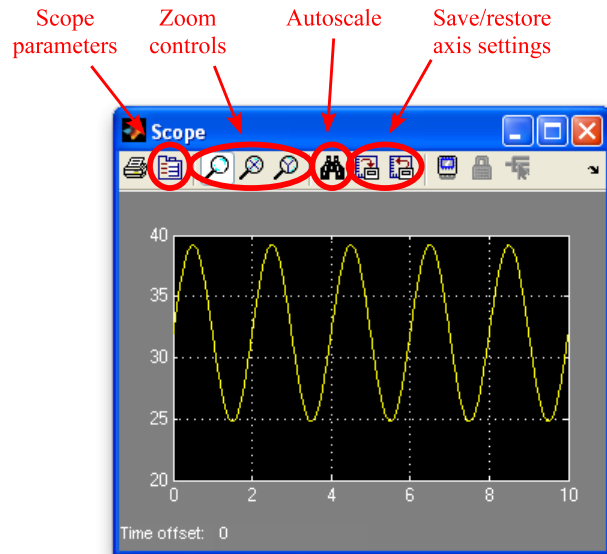 Scope
parameters
Zoom
controls
Autoscale
Save/restore
axis settings
Scope
40
35
30
25
20
0 2 4 6 8 10
Time offset: 0